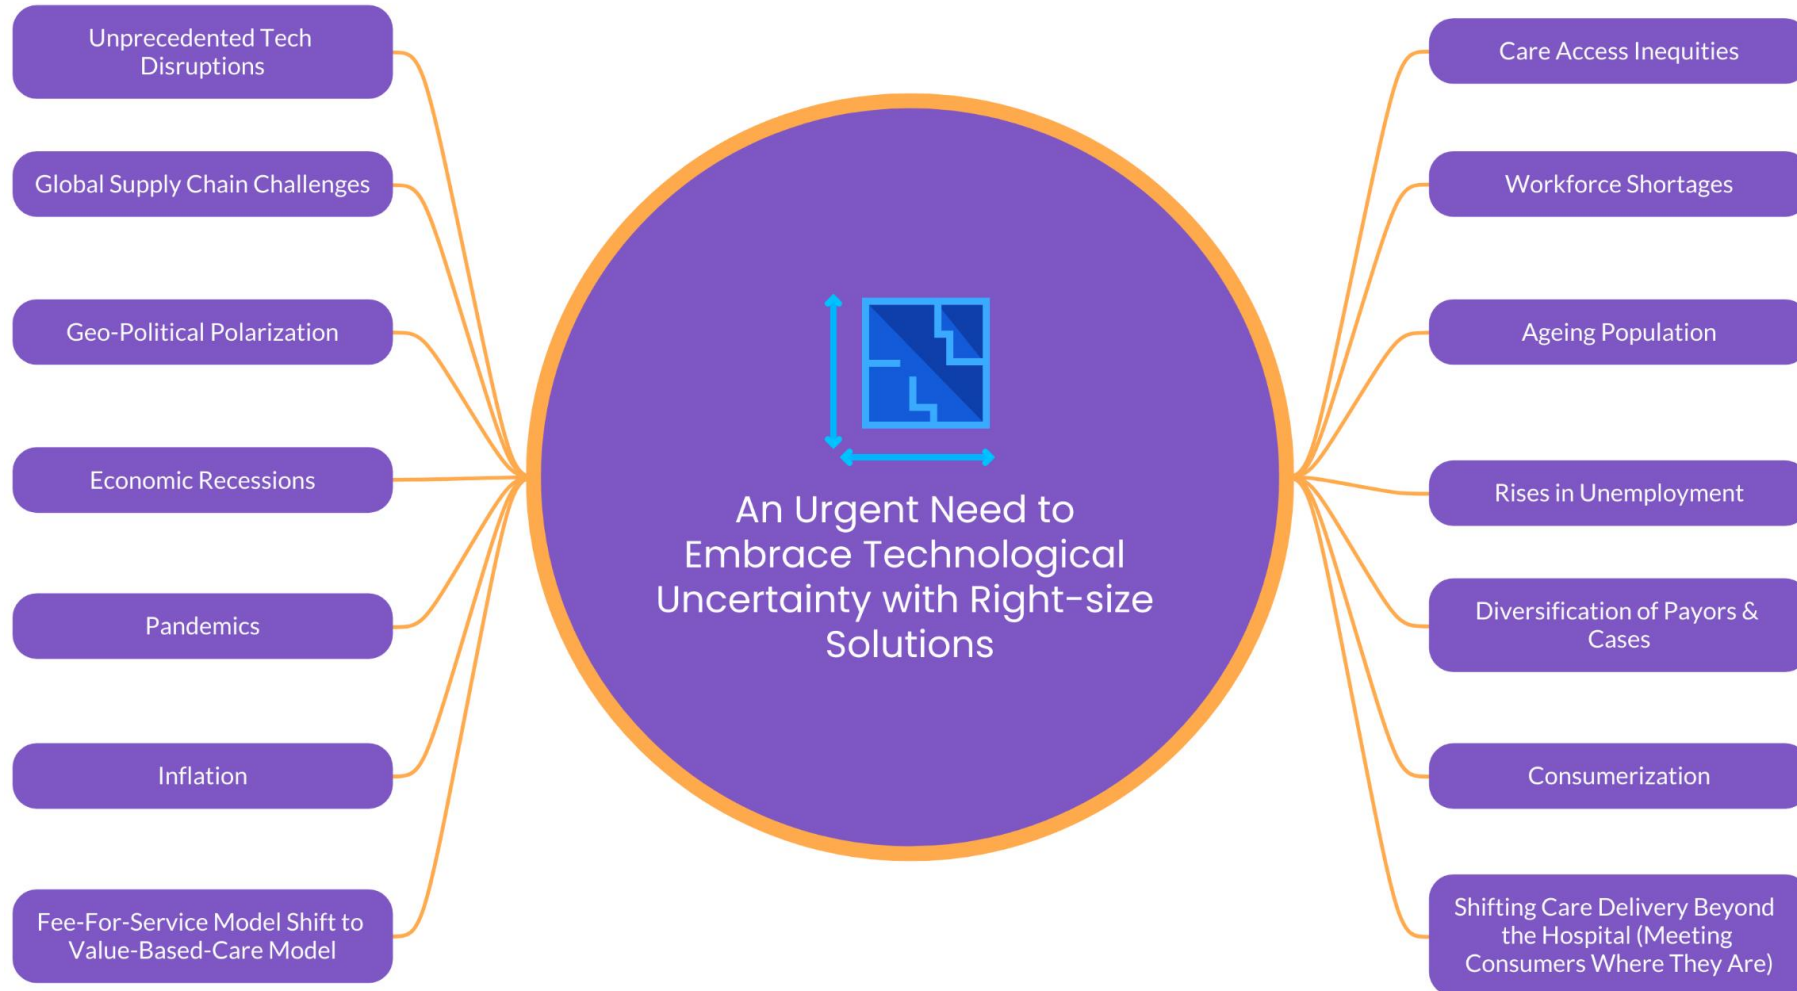 Unprecedented Tech
Disruptions
Global Supply Chain Challenges
Geo-Political Polarization
Economic Recessions
Pandemics
Inflation
Fee-For-Service Model Shift to
Value-Based-Care Model
An Urgent Need to
Embrace Technological
Uncertainty with Right-size
Solutions
Care Access Inequities
Workforce Shortages
Ageing Population
Rises in Unemployment
Diversification of Payors &
Cases
Consumerization
Shifting Care Delivery Beyond
the Hospital (Meeting
Consumers Where They Are)